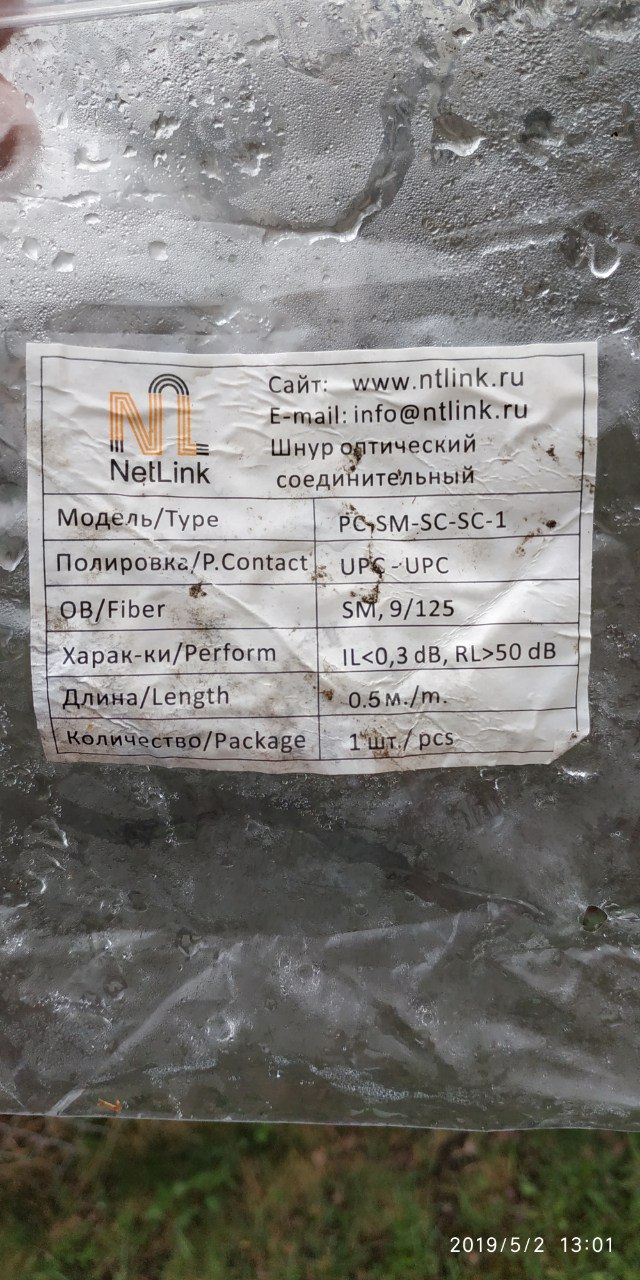 NL
NetLink
Сайт: www.ntlink.ru
E-mail: info@ntlink.ru
Шнур оптический
соединительный
Модель/Type PC-SM-SC-SC-1
Полировка/P.Contact UPC - UPC
ОВ/Fiber SM, 9/125
Харак-ки/Perform IL<0,3 dB, RL>50 dB
Длина/Length 0.5м./m.
Количество/Package 1 шт./ pcs
2019/5/2 13:01